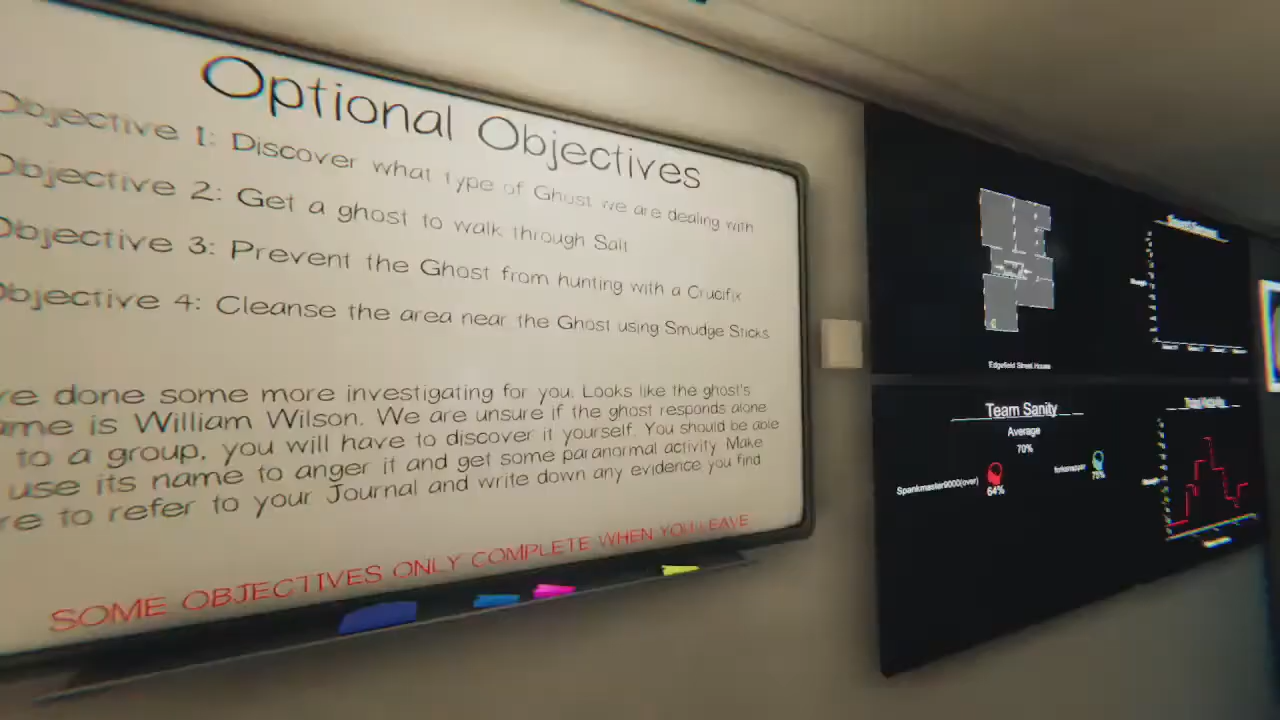 Optional Objectives
Objective 1: Discover what type of Ghost we are dealing with
Objective 2: Get a ghost to walk through Salt
Objective 3: Prevent the Ghost from hunting with a Crucifix
Objective 4: Cleanse the area near the Ghost using Smudge Sticks
done some more investigating for you. Looks like the ghost's
is William Wilson. We are unsure if the ghost responds alone
to a group, you will have to discover it yourself. You should be able
use its name to anger it and get some paranormal activity. Make
to refer to your Journal and write down any evidence you find
SOME OBJECTIVES ONLY COMPLETE WHEN YOU LEAVE
Edgefield Street House
Team Sanity
Average
70%
Spankmaster9000(over)
64%
75%
Total Activity